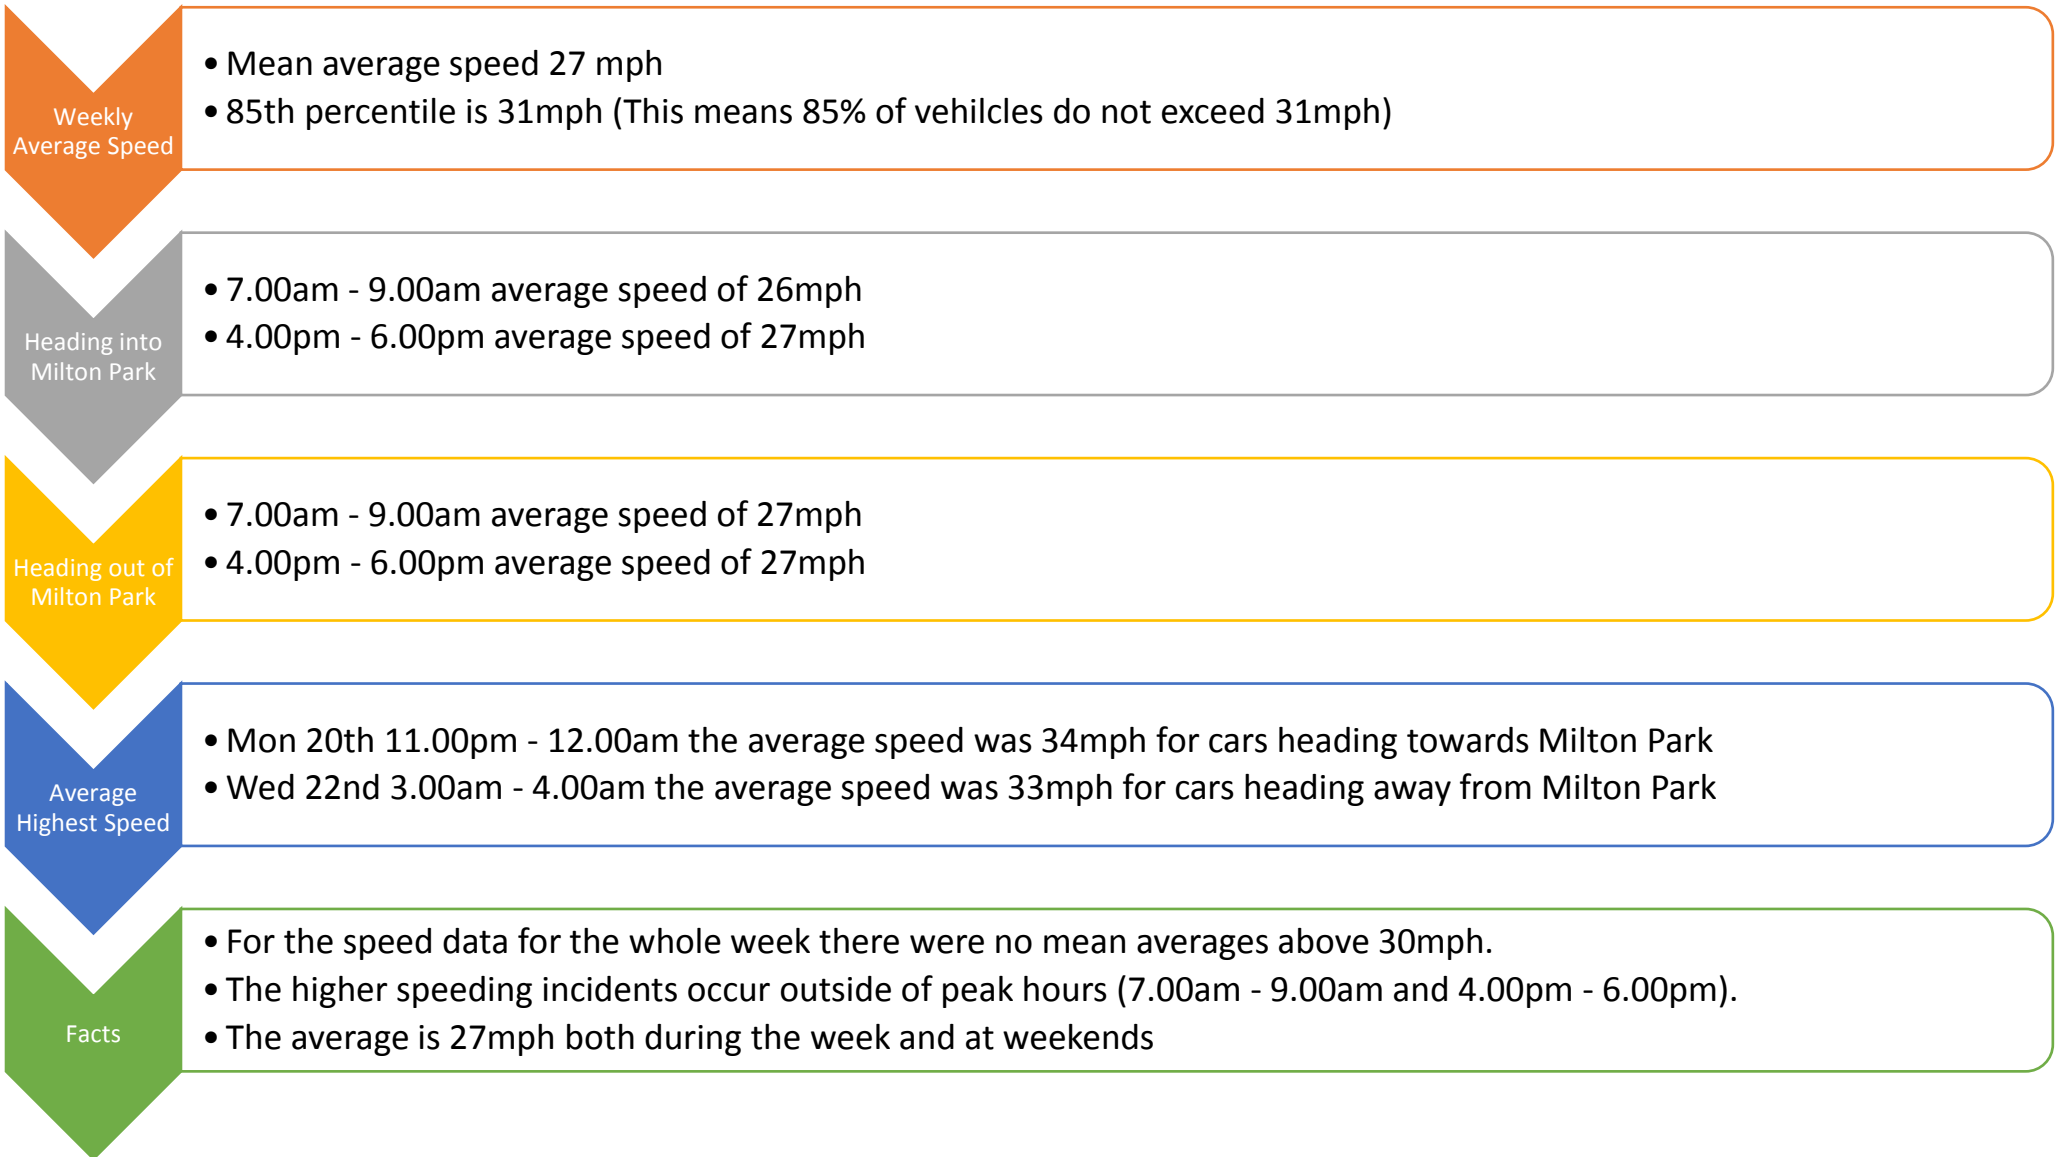 Weekly
Average Speed
• Mean average speed 27 mph
• 85th percentile is 31mph (This means 85% of vehilcles do not exceed 31mph)
Heading into
Milton Park
• 7.00am - 9.00am average speed of 26mph
• 4.00pm - 6.00pm average speed of 27mph
Heading out of
Milton Park
• 7.00am - 9.00am average speed of 27mph
• 4.00pm - 6.00pm average speed of 27mph
Average
Highest Speed
• Mon 20th 11.00pm - 12.00am the average speed was 34mph for cars heading towards Milton Park
• Wed 22nd 3.00am - 4.00am the average speed was 33mph for cars heading away from Milton Park
Facts
• For the speed data for the whole week there were no mean averages above 30mph.
• The higher speeding incidents occur outside of peak hours (7.00am - 9.00am and 4.00pm - 6.00pm).
• The average is 27mph both during the week and at weekends